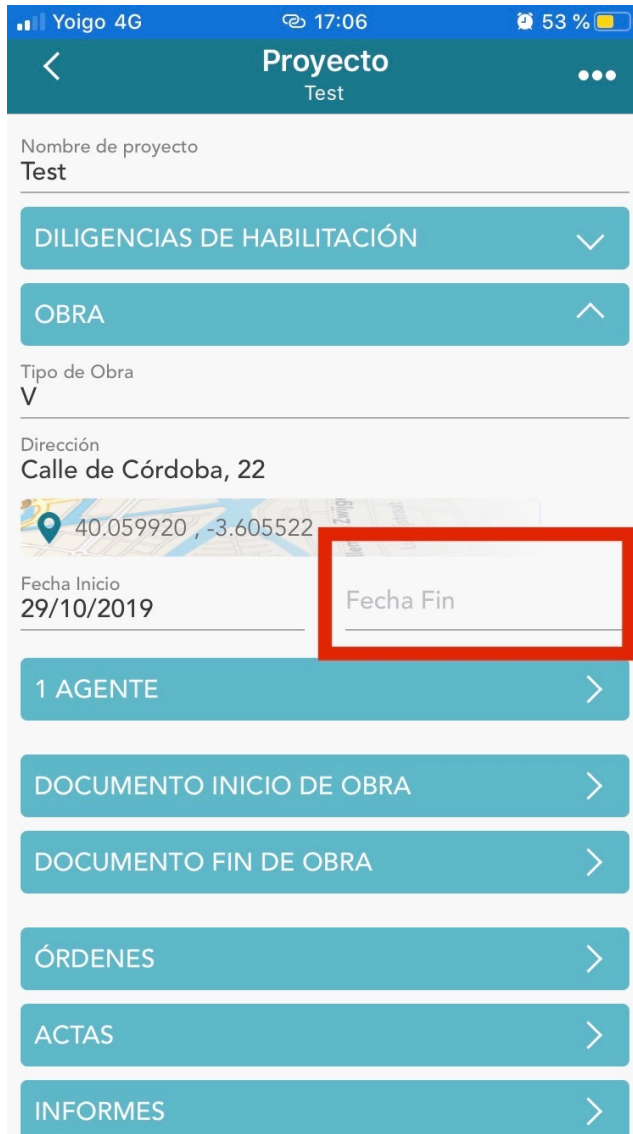 Yoigo 4G 17:06 53 %
Proyecto
Test
Nombre de proyecto
Test
DILIGENCIAS DE HABILITACIÓN
OBRA
Tipo de Obra
V
Dirección
Calle de Córdoba, 22
40.059920 , -3.605522
Fecha Inicio
29/10/2019
Fecha Fin
1 AGENTE
DOCUMENTO INICIO DE OBRA
DOCUMENTO FIN DE OBRA
ÓRDENES
ACTAS
INFORMES